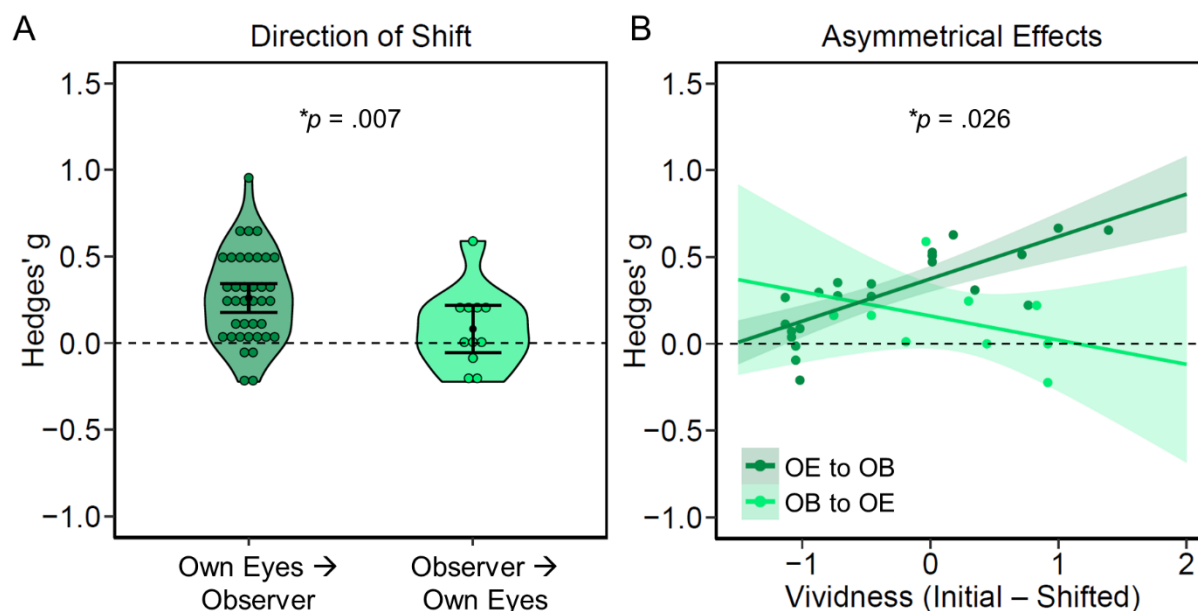 A
Direction of Shift
*p = .007
Hedges' g
1.5
1.0
0.5
0.0
−0.5
−1.0
Own Eyes →
Observer
Observer →
Own Eyes
B
Asymmetrical Effects
*p = .026
Hedges' g
1.5
1.0
0.5
0.0
−0.5
−1.0
OE to OB
OB to OE
−1
0
1
2
Vividness (Initial – Shifted)